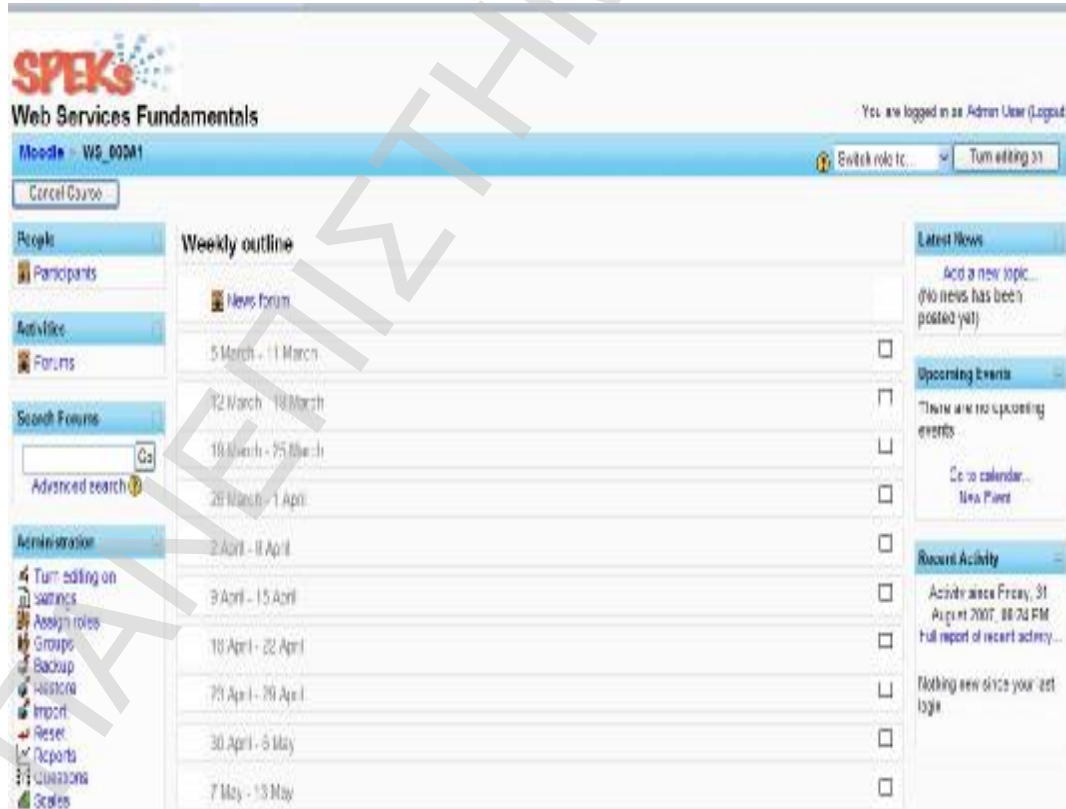 SPEKs
Web Services Fundamentals
You are logged in as Admin User (Logout
Moodle WS_000A1
Switch role to...
Turn editing on
Cancel Course
People
Participants
Activities
Forums
Search Forums
Go
Advanced search
Administration
Turn editing on
Settings
Assign roles
Groups
Backup
Restore
Import
Reset
Reports
Questions
Scales
Weekly outline
News forum
5 March - 11 March
12 March - 18 March
19 March - 25 March
26 March - 1 April
2 April - 8 April
9 April - 15 April
16 April - 22 April
23 April - 29 April
30 April - 6 May
7 May - 13 May
Latest News
Add a new topic...
(No news has been
posted yet)
Upcoming Events
There are no upcoming
events
Go to calendar...
New Event
Recent Activity
Activity since Friday, 31
August 2007, PM
Full report of recent activity...
Nothing new since your last
login
ΠΑΝΕΠΙΣΤΗ